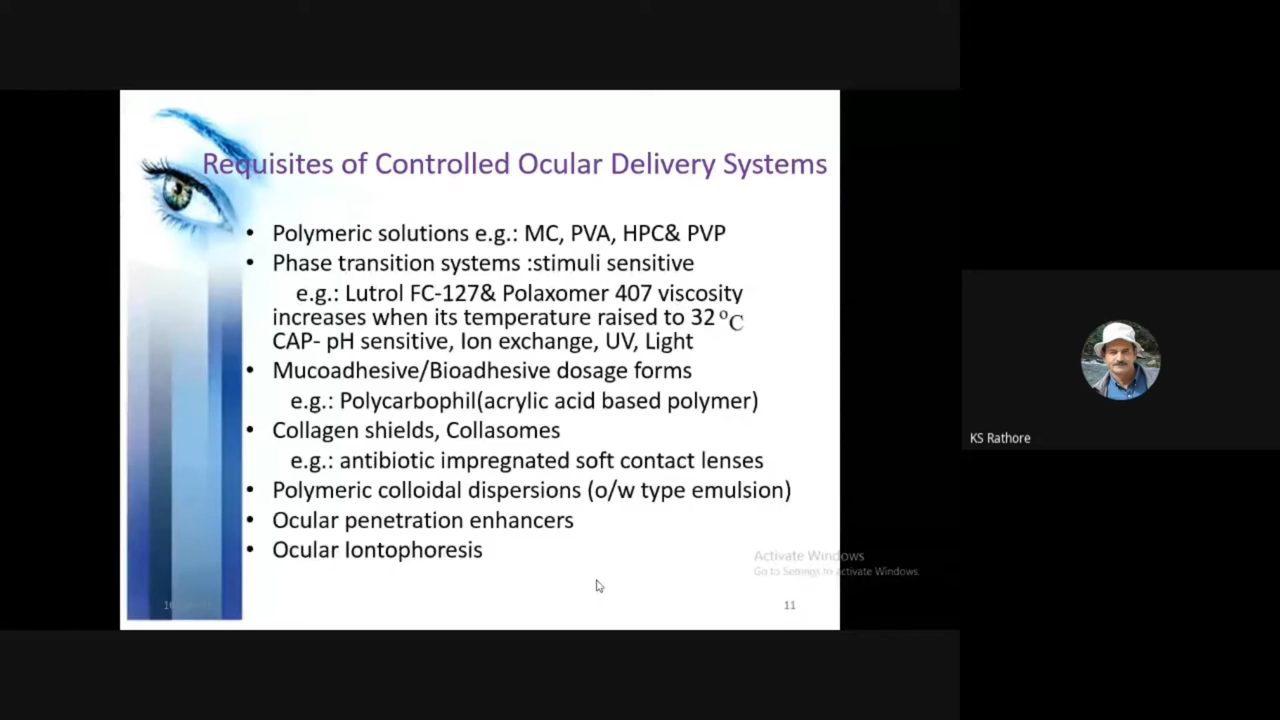 Requisites of Controlled Ocular Delivery Systems
• Polymeric solutions e.g.: MC, PVA, HPC& PVP
• Phase transition systems :stimuli sensitive
e.g.: Lutrol FC-127& Polaxomer 407 viscosity
increases when its temperature raised to 32°C
CAP- pH sensitive, Ion exchange, UV, Light
• Mucoadhesive/Bioadhesive dosage forms
e.g.: Polycarbophil(acrylic acid based polymer)
• Collagen shields, Collasomes
e.g.: antibiotic impregnated soft contact lenses
• Polymeric colloidal dispersions (o/w type emulsion)
• Ocular penetration enhancers
• Ocular Iontophoresis
Activate Windows
Go to Settings to activate Windows.
11
KS Rathore